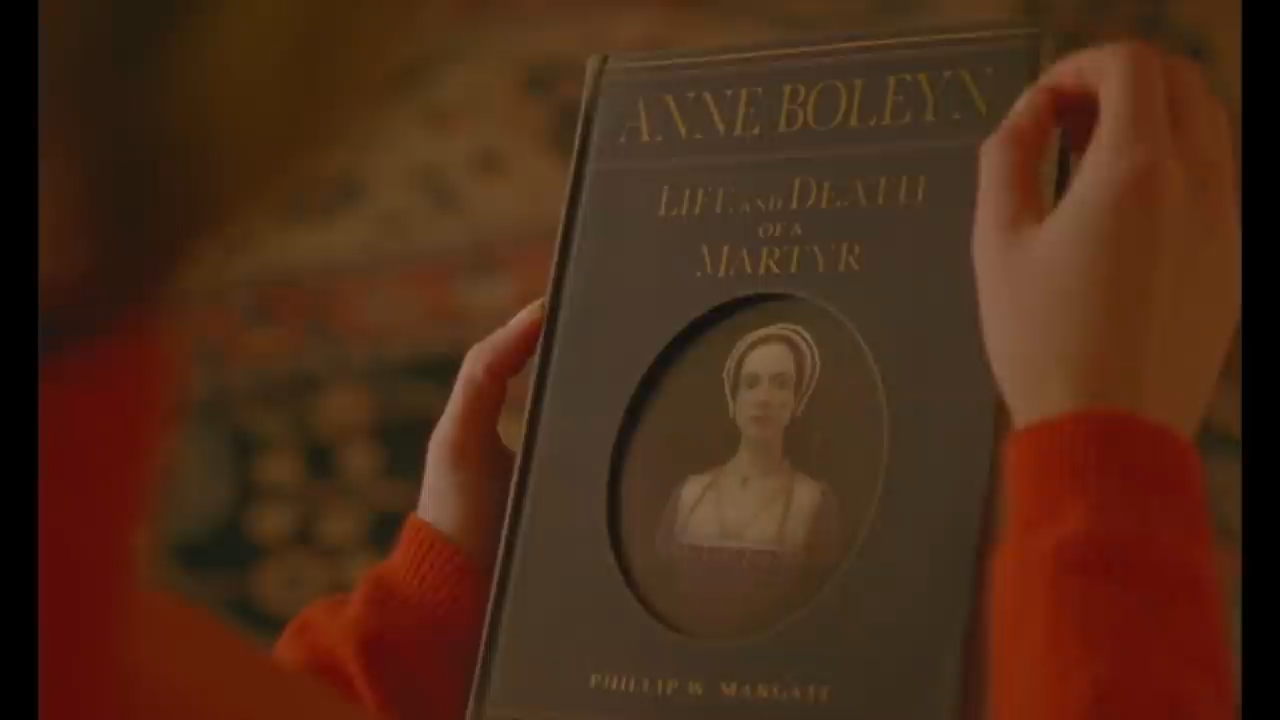 ANNE BOLEYN
LIFE AND DEATH
OF A
MARTYR
PHILLIP W. MARGATE